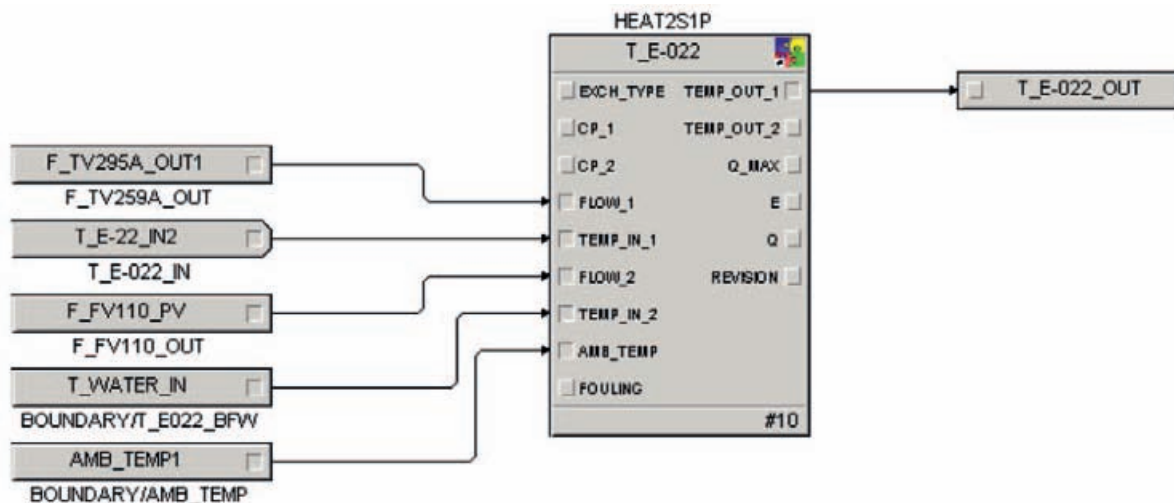 HEAT2S1P
T_E-022
EXCH_TYPE TEMP_OUT_1
CP_1 TEMP_OUT_2
CP_2 Q_MAX
FLOW_1 E
TEMP_IN_1 Q
FLOW_2 REVISION
TEMP_IN_2
AMB_TEMP
FOULING
#10
T_E-022_OUT
F_TV295A_OUT1
F_TV259A_OUT
T_E-22_IN2
T_E-022_IN
F_FV110_PV
F_FV110_OUT
T_WATER_IN
BOUNDARY/T_E022_BFW
AMB_TEMP1
BOUNDARY/AMB_TEMP